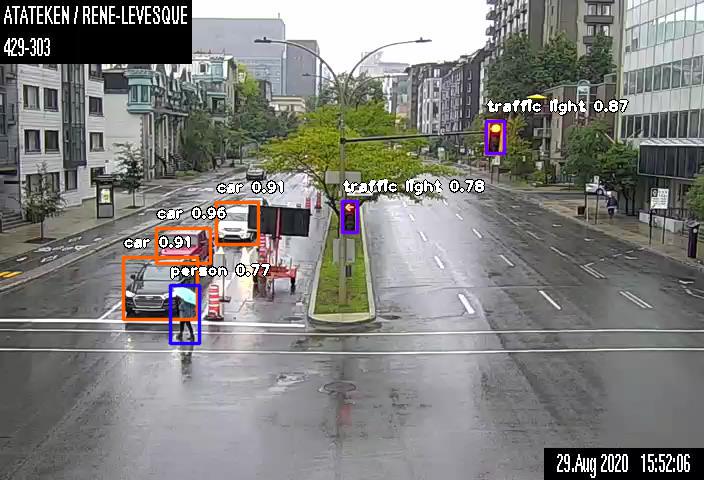 ATATEKEN / RENE-LEVESQUE
429-303
traffic light 0.87
car 0.91
traffic light 0.78
car 0.96
car 0.91
person 0.77
29.Aug 2020 15:52:06